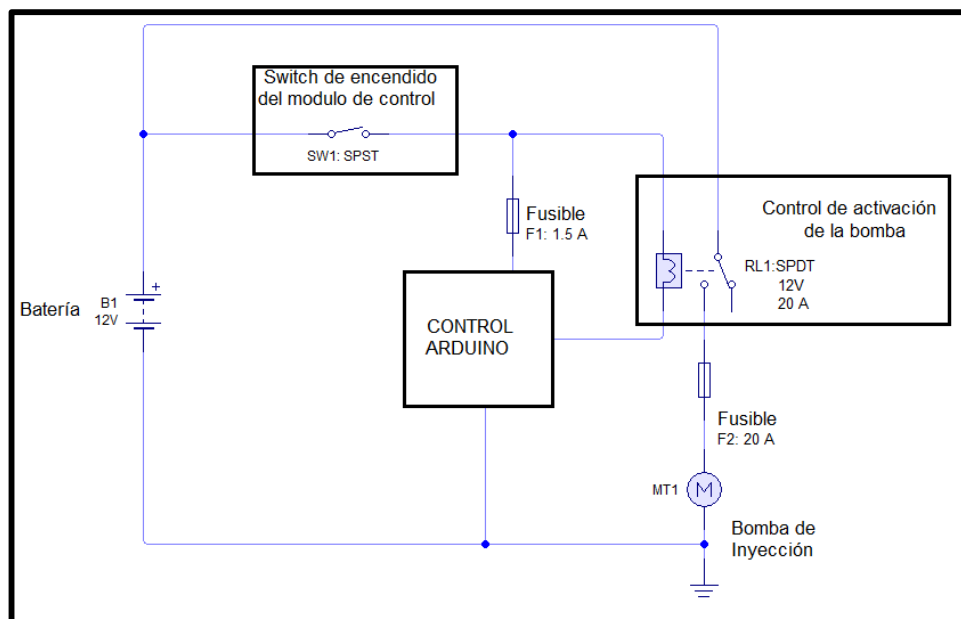 Switch de encendido
del modulo de control
SW1: SPST
Fusible
F1: 1.5 A
Control de activación
de la bomba
RL1:SPDT
12V
20 A
Batería
+
B1
12V
CONTROL
ARDUINO
Fusible
F2: 20 A
MT1
M
Bomba de
Inyección